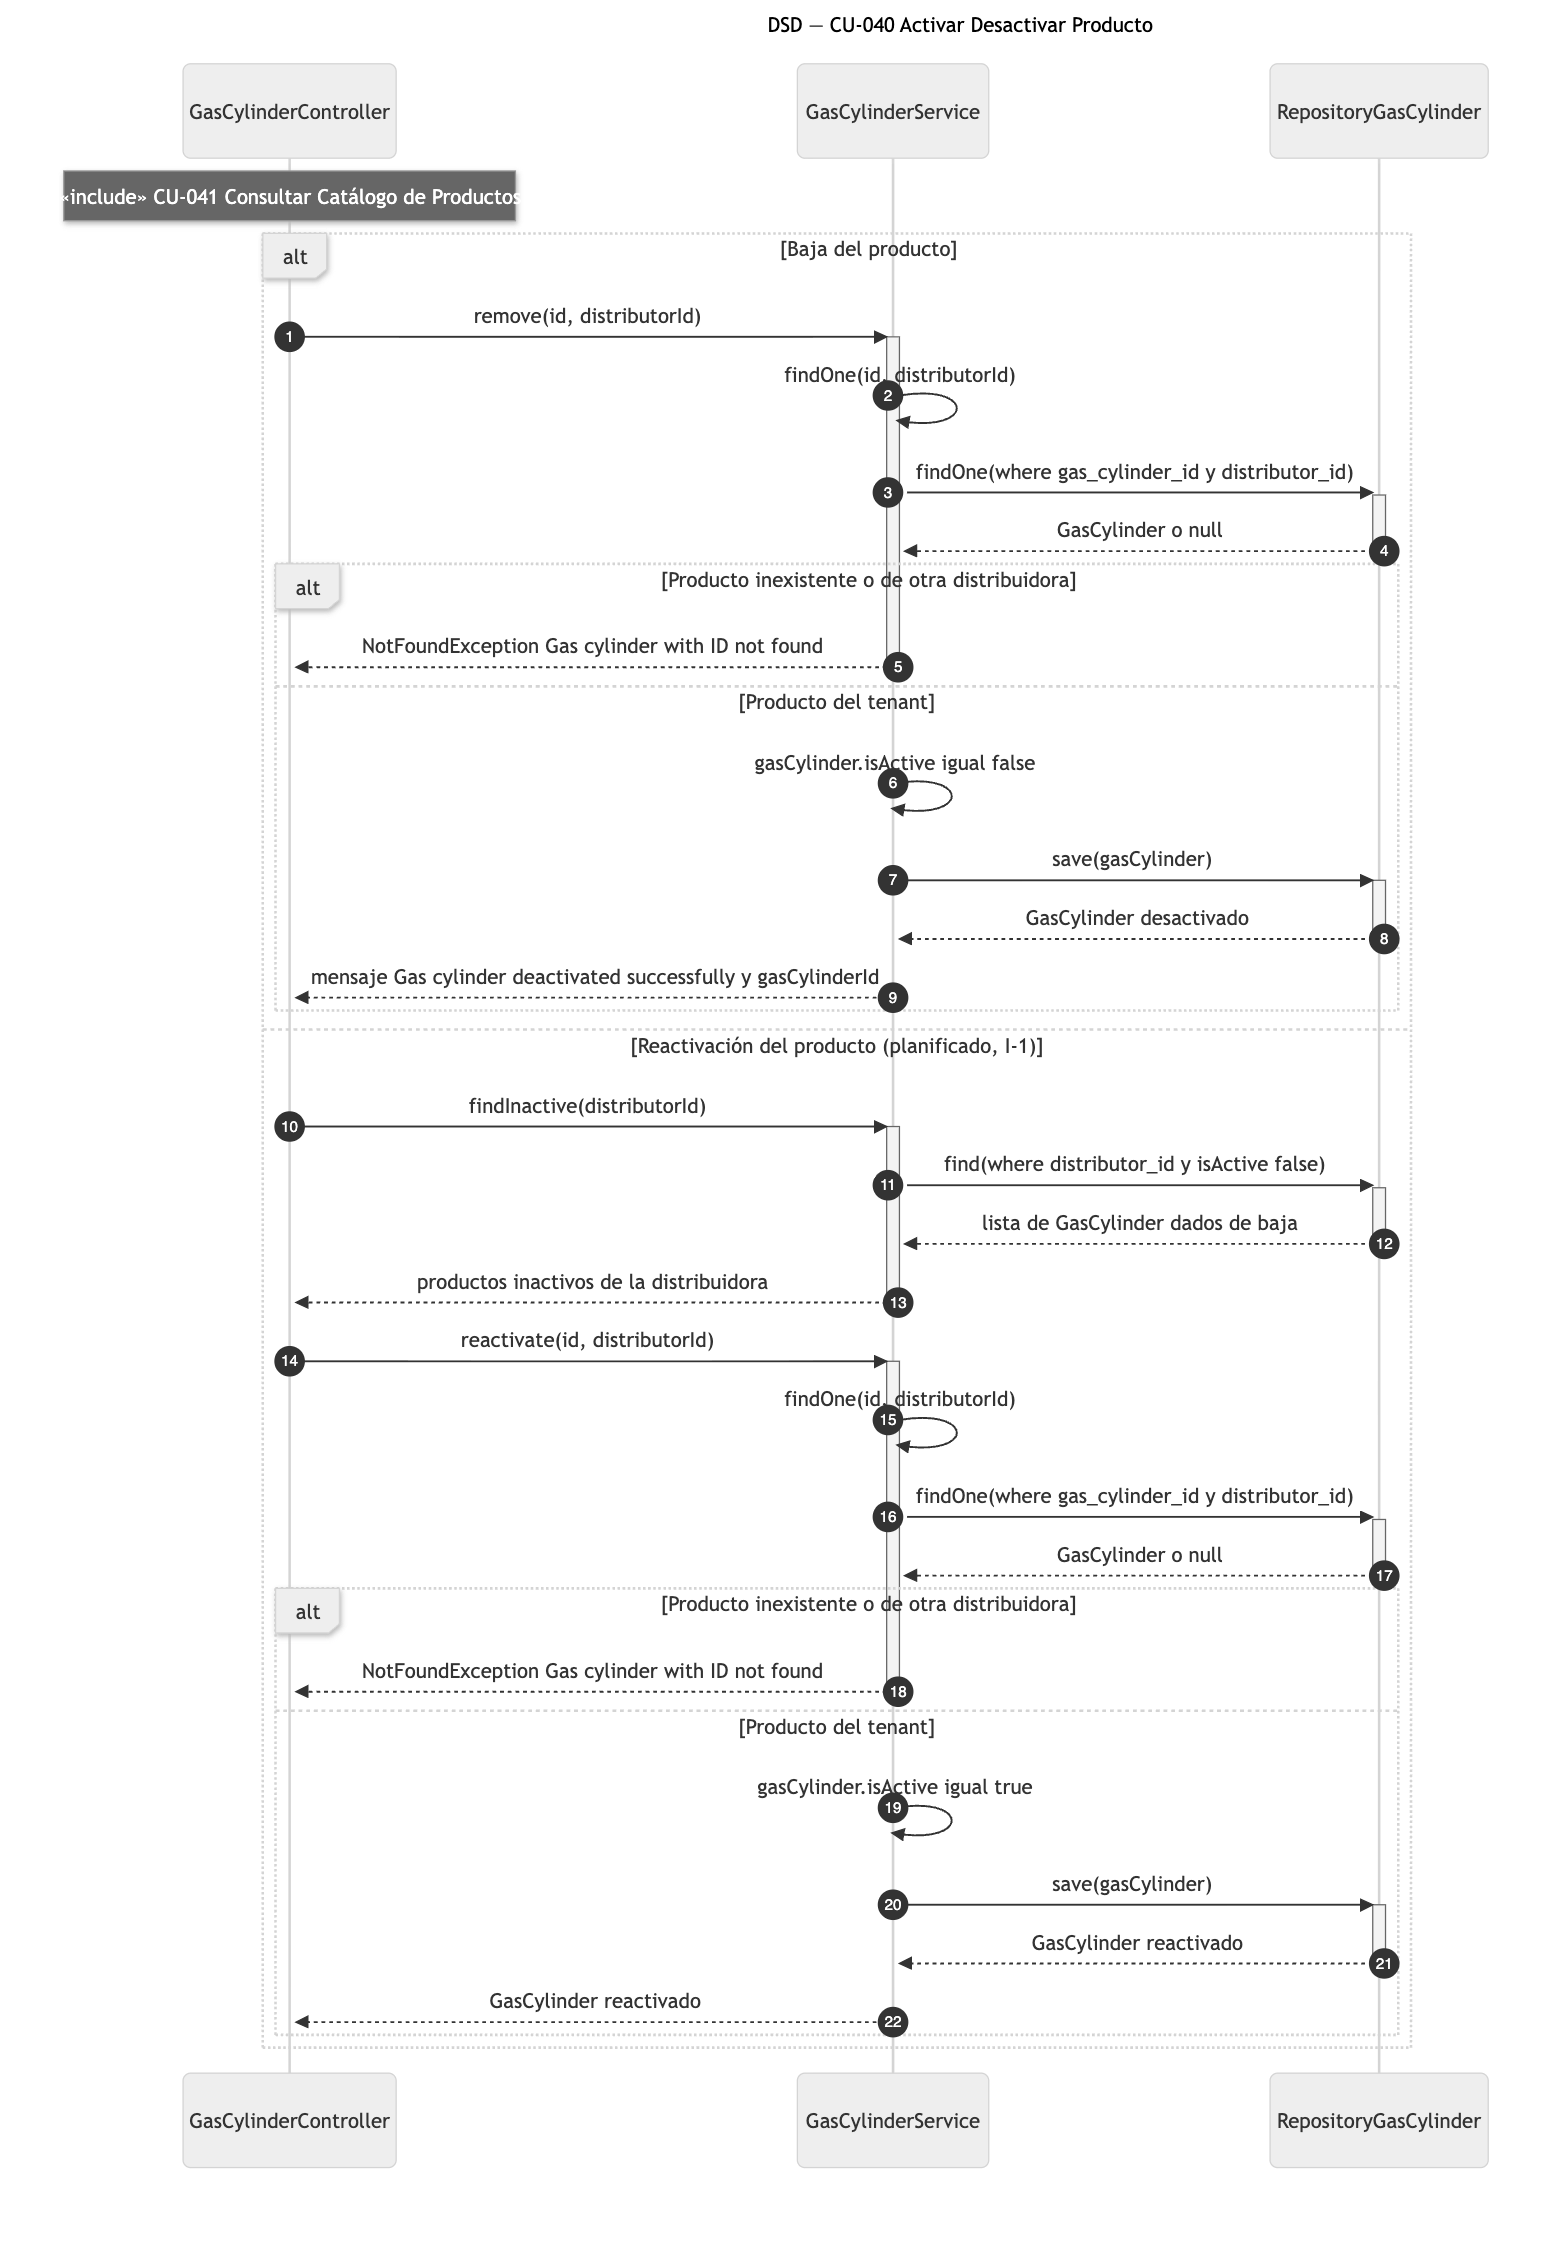 DSD — CU-040 Activar Desactivar Producto
GasCylinderController
GasCylinderService
RepositoryGasCylinder
«include» CU-041 Consultar Catálogo de Productos
alt
[Baja del producto]
remove(id, distributorId)
1
findOne(id, distributorId)
2
findOne(where gas_cylinder_id y distributor_id)
3
GasCylinder o null
4
alt
[Producto inexistente o de otra distribuidora]
NotFoundException Gas cylinder with ID not found
5
[Producto del tenant]
gasCylinder.isActive igual false
6
save(gasCylinder)
7
GasCylinder desactivado
8
mensaje Gas cylinder deactivated successfully y gasCylinderId
9
[Reactivación del producto (planificado, I-1)]
findInactive(distributorId)
10
find(where distributor_id y isActive false)
11
lista de GasCylinder dados de baja
12
productos inactivos de la distribuidora
13
reactivate(id, distributorId)
14
findOne(id, distributorId)
15
findOne(where gas_cylinder_id y distributor_id)
16
GasCylinder o null
17
alt
[Producto inexistente o de otra distribuidora]
NotFoundException Gas cylinder with ID not found
18
[Producto del tenant]
gasCylinder.isActive igual true
19
save(gasCylinder)
20
GasCylinder reactivado
21
GasCylinder reactivado
22
GasCylinderController
GasCylinderService
RepositoryGasCylinder